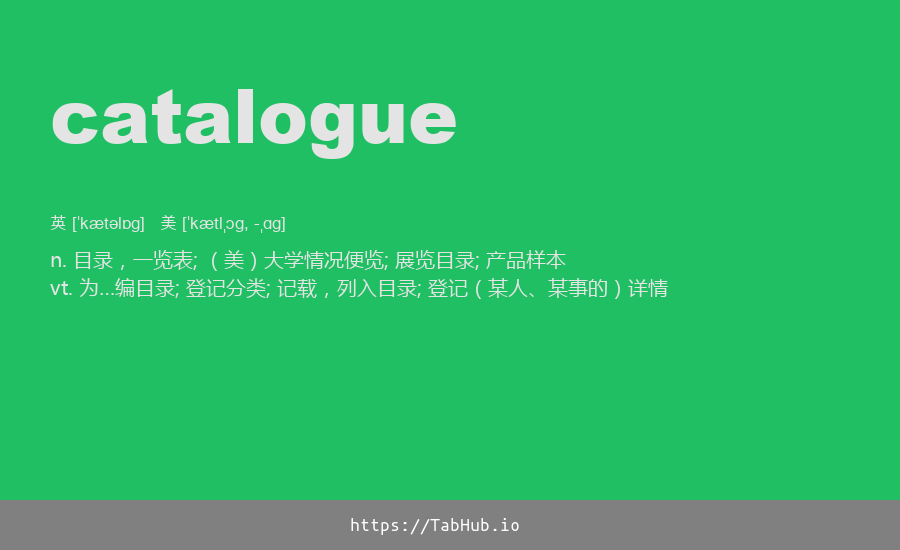 catalogue
英 [ˈkætəlɒg] 美 [ˈkætlˌɔɡ, -ˌɑɡ]
n. 目录，一览表; （美）大学情况便览; 展览目录; 产品样本
vt. 为...编目录; 登记分类; 记载，列入目录; 登记（某人、某事的）详情
https://TabHub.io